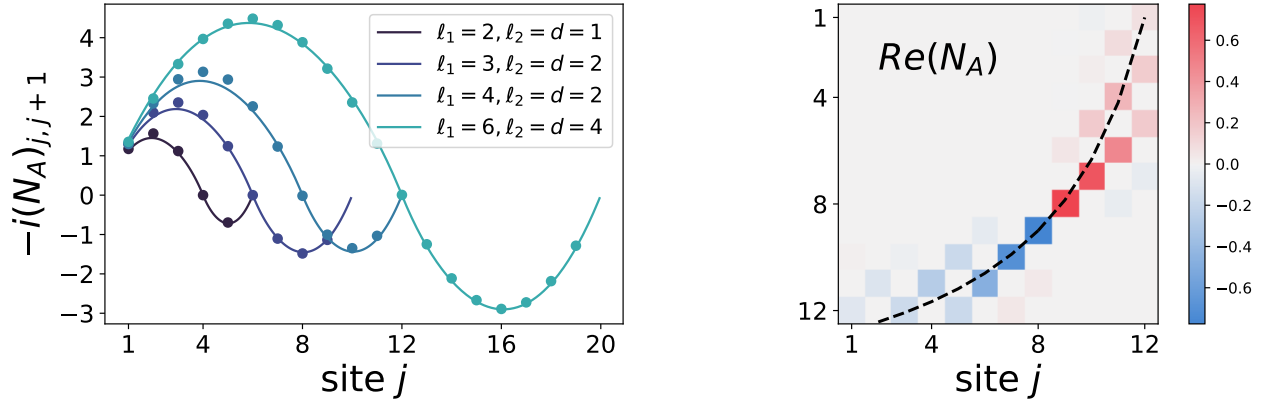 −i(N_A)_{j,j+1}
4
3
2
1
0
−1
−2
−3
ℓ₁ = 2, ℓ₂ = d = 1
ℓ₁ = 3, ℓ₂ = d = 2
ℓ₁ = 4, ℓ₂ = d = 2
ℓ₁ = 6, ℓ₂ = d = 4
1 4 8 12 16 20
site j
Re(N_A)
1
4
8
12
1 4 8 12
site j
0.6
0.4
0.2
0.0
−0.2
−0.4
−0.6